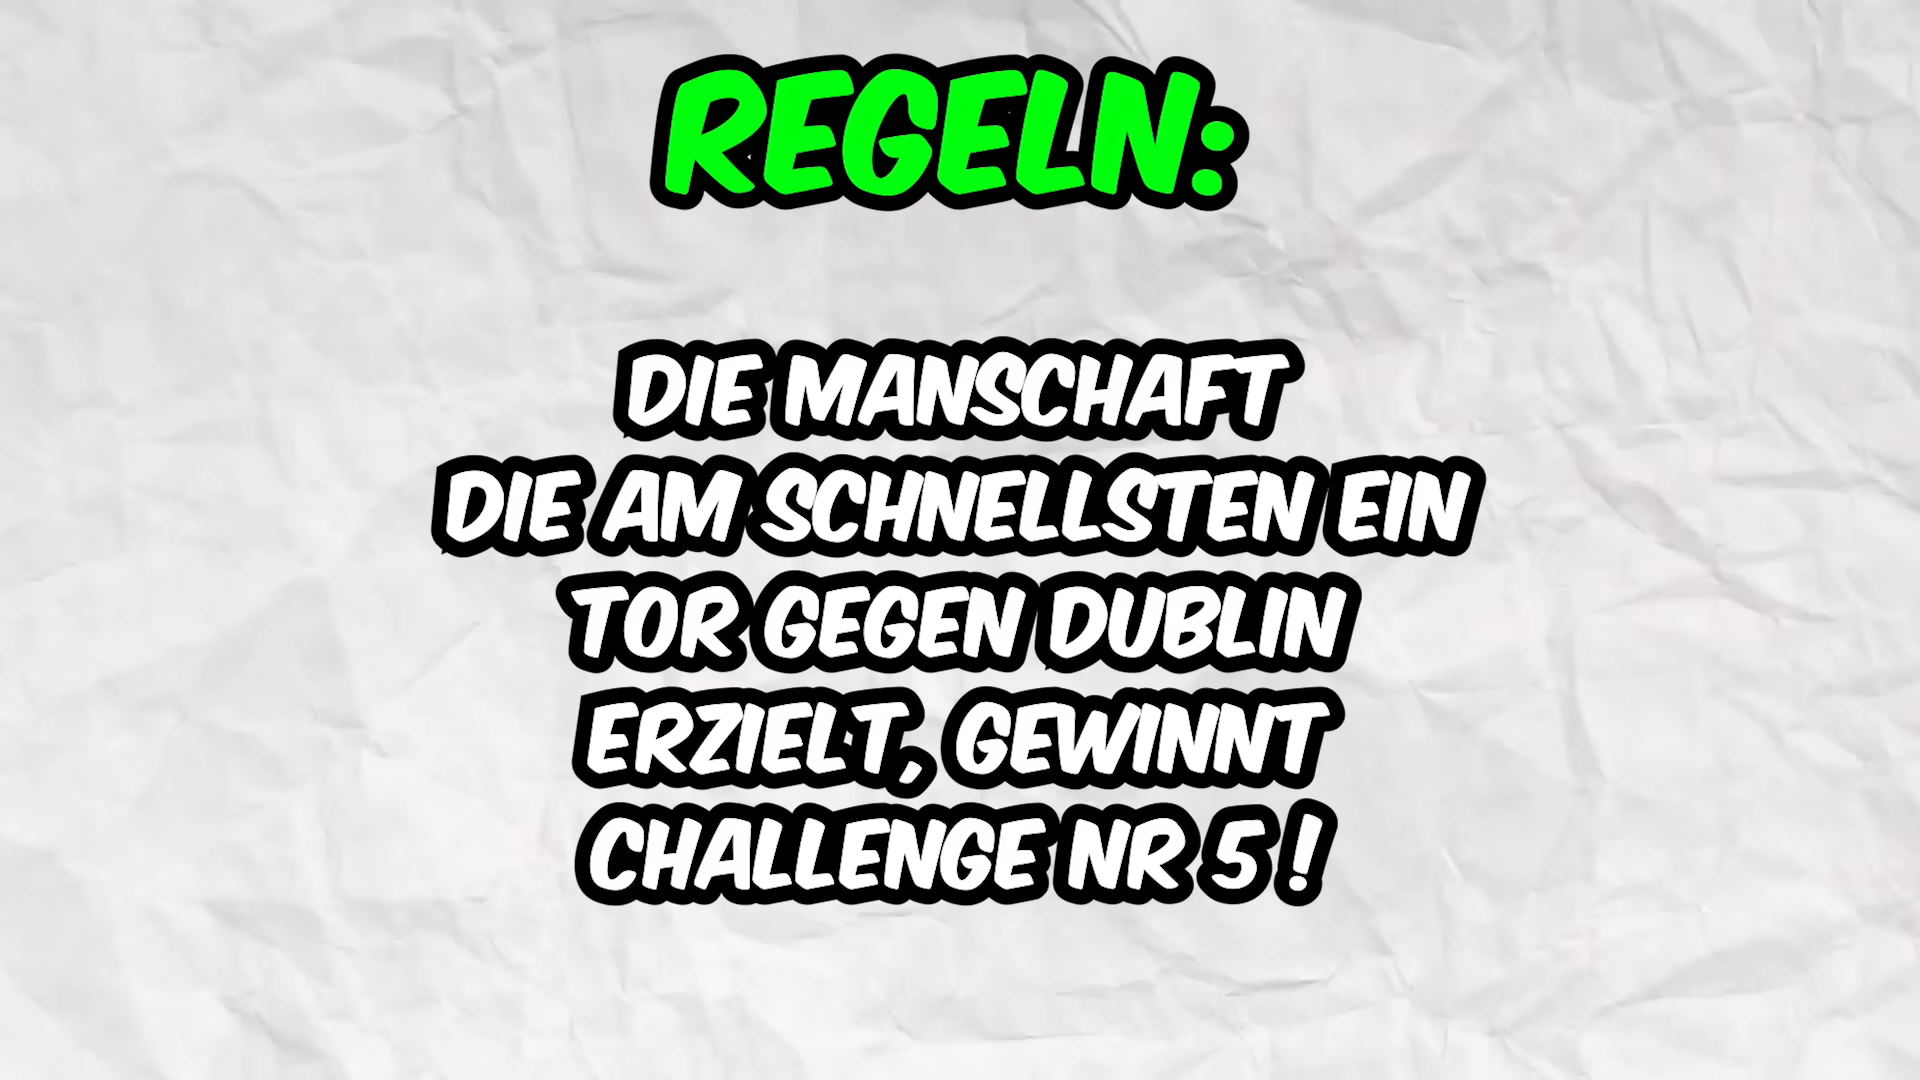 REGELN:
DIE MANSCHAFT
DIE AM SCHNELLSTEN EIN
TOR GEGEN DUBLIN
ERZIELT, GEWINNT
CHALLENGE NR 5 !